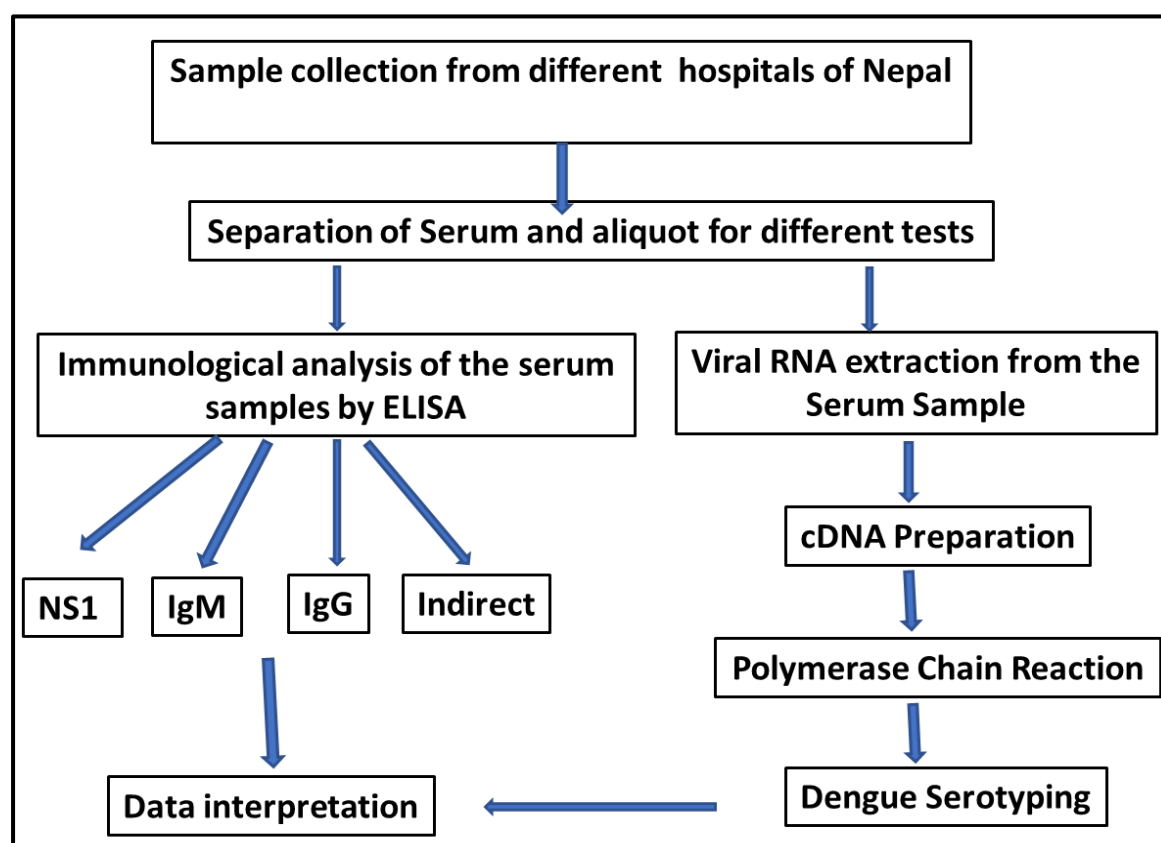 Sample collection from different hospitals of Nepal
Separation of Serum and aliquot for different tests
Immunological analysis of the serum
samples by ELISA
Viral RNA extraction from the
Serum Sample
cDNA Preparation
NS1
IgM
IgG
Indirect
Polymerase Chain Reaction
Dengue Serotyping
Data interpretation